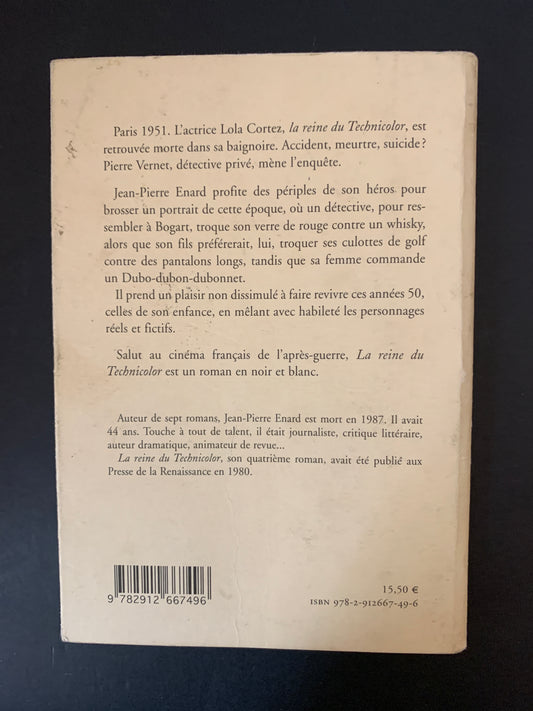 Paris 1951. L’actrice Lola Cortez, la reine du Technicolor, est
retrouvée morte dans sa baignoire. Accident, meurtre, suicide ?
Pierre Vernet, détective privé, mène l’enquête.
Jean-Pierre Enard profite des périples de son héros pour
brosser un portrait de cette époque, où un détective, pour res-
sembler à Bogart, troque son verre de rouge contre un whisky,
alors que son fils préférerait, lui, troquer ses culottes de golf
contre des pantalons longs, tandis que sa femme commande
un Dubo-dubon-dubonnet.
Il prend un plaisir non dissimulé à faire revivre ces années 50,
celles de son enfance, en mêlant avec habileté les personnages
réels et fictifs.
Salut au cinéma français de l’après-guerre, La reine du
Technicolor est un roman en noir et blanc.
Auteur de sept romans, Jean-Pierre Enard est mort en 1987. Il avait
44 ans. Touche à tout de talent, il était journaliste, critique littéraire,
auteur dramatique, animateur de revue...
La reine du Technicolor, son quatrième roman, avait été publié aux
Presse de la Renaissance en 1980.
9 782912 667496
15,50 €
ISBN 978-2-912667-49-6